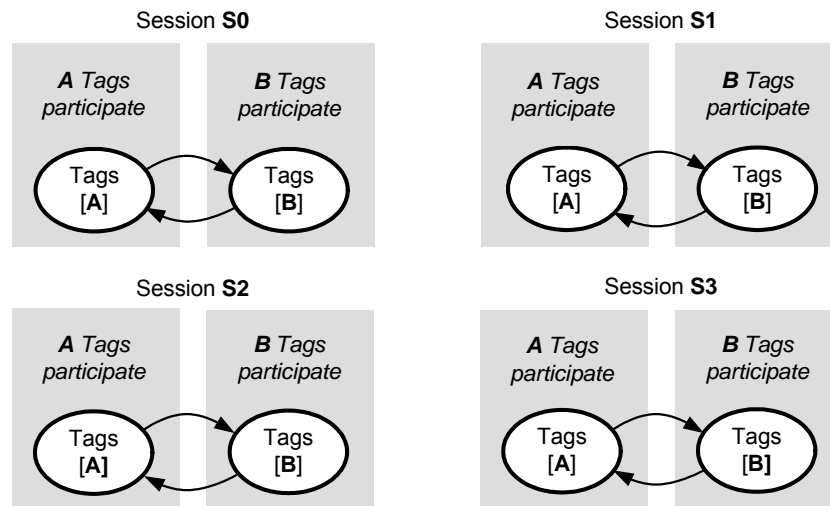 Session S0
A Tags
participate
B Tags
participate
Tags
[A]
Tags
[B]
Session S1
A Tags
participate
B Tags
participate
Tags
[A]
Tags
[B]
Session S2
A Tags
participate
B Tags
participate
Tags
[A]
Tags
[B]
Session S3
A Tags
participate
B Tags
participate
Tags
[A]
Tags
[B]